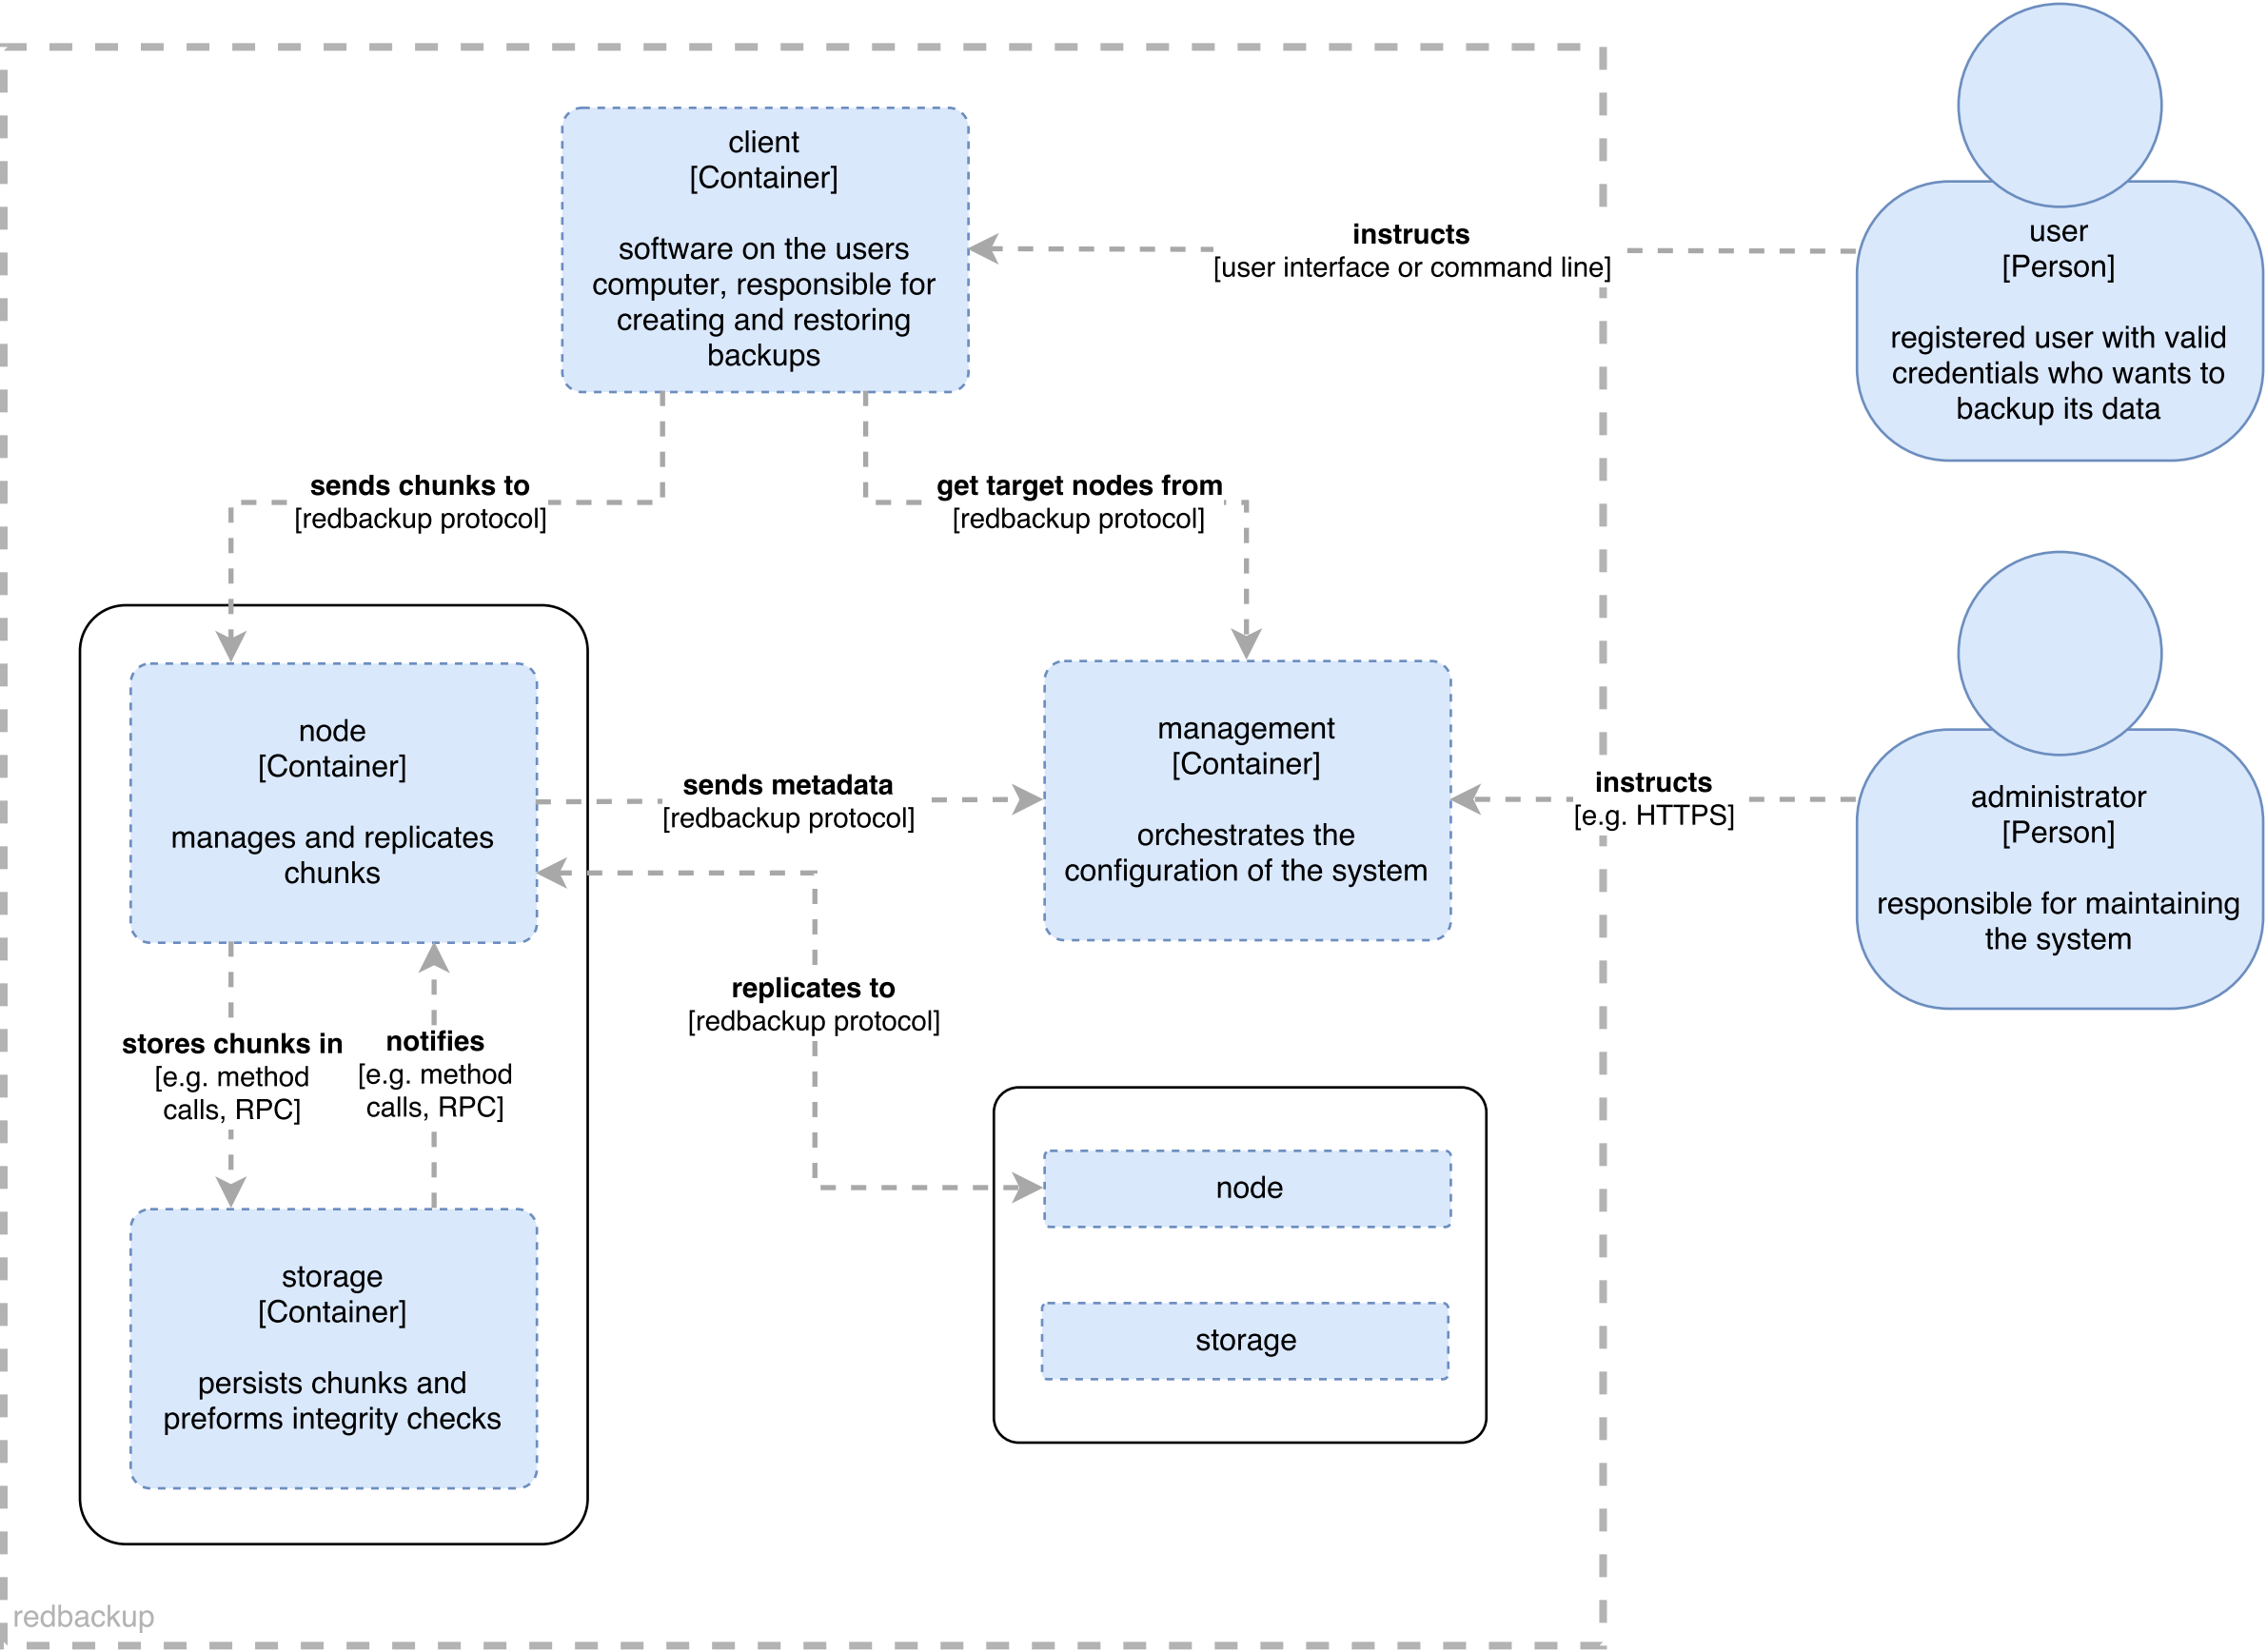 client
[Container]
software on the users
computer, responsible for
creating and restoring
backups
instructs
[user interface or command line]
user
[Person]
registered user with valid
credentials who wants to
backup its data
sends chunks to
[redbackup protocol]
get target nodes from
[redbackup protocol]
node
[Container]
manages and replicates
chunks
sends metadata
[redbackup protocol]
management
[Container]
orchestrates the
configuration of the system
instructs
[e.g. HTTPS]
administrator
[Person]
responsible for maintaining
the system
replicates to
[redbackup protocol]
stores chunks in
[e.g. method
calls, RPC]
notifies
[e.g. method
calls, RPC]
storage
[Container]
persists chunks and
preforms integrity checks
node
storage
redbackup